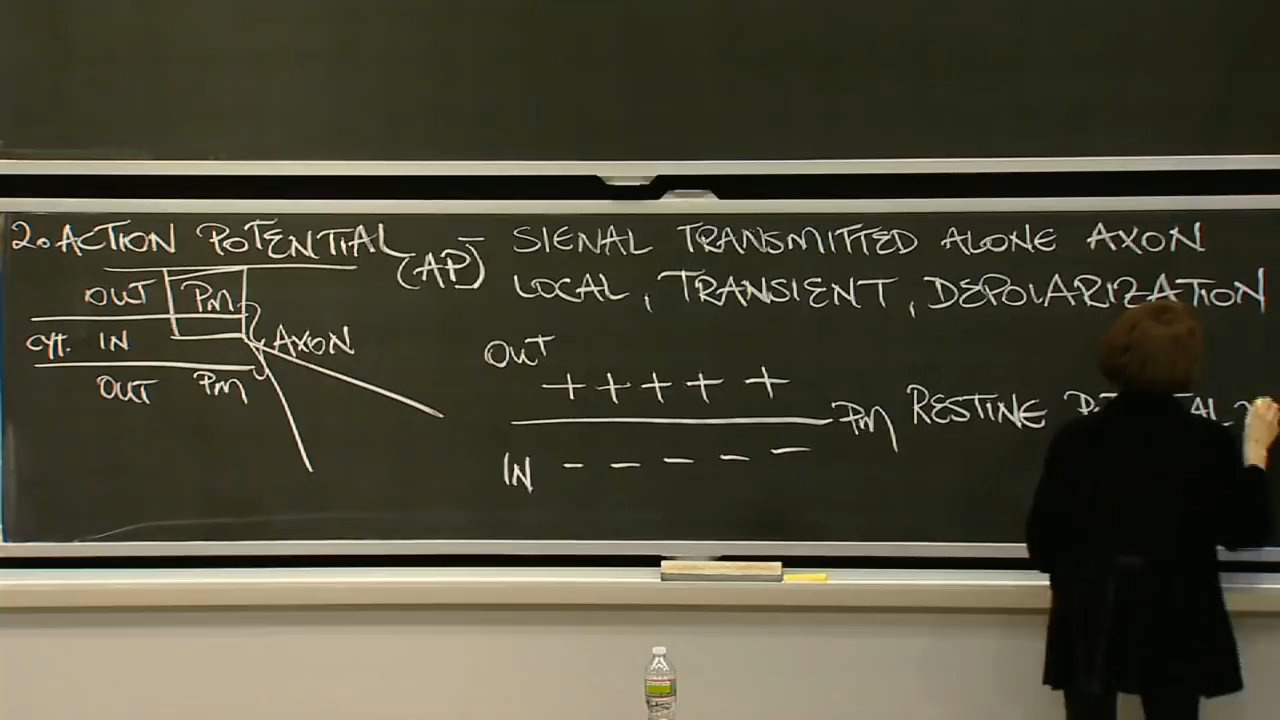 2. ACTION POTENTIAL (AP) - SIGNAL TRANSMITTED ALONG AXON
LOCAL, TRANSIENT, DEPOLARIZATION
OUT PM
cyt. IN AXON
OUT PM
OUT
+ + + + +
PM RESTING
IN - - - - -